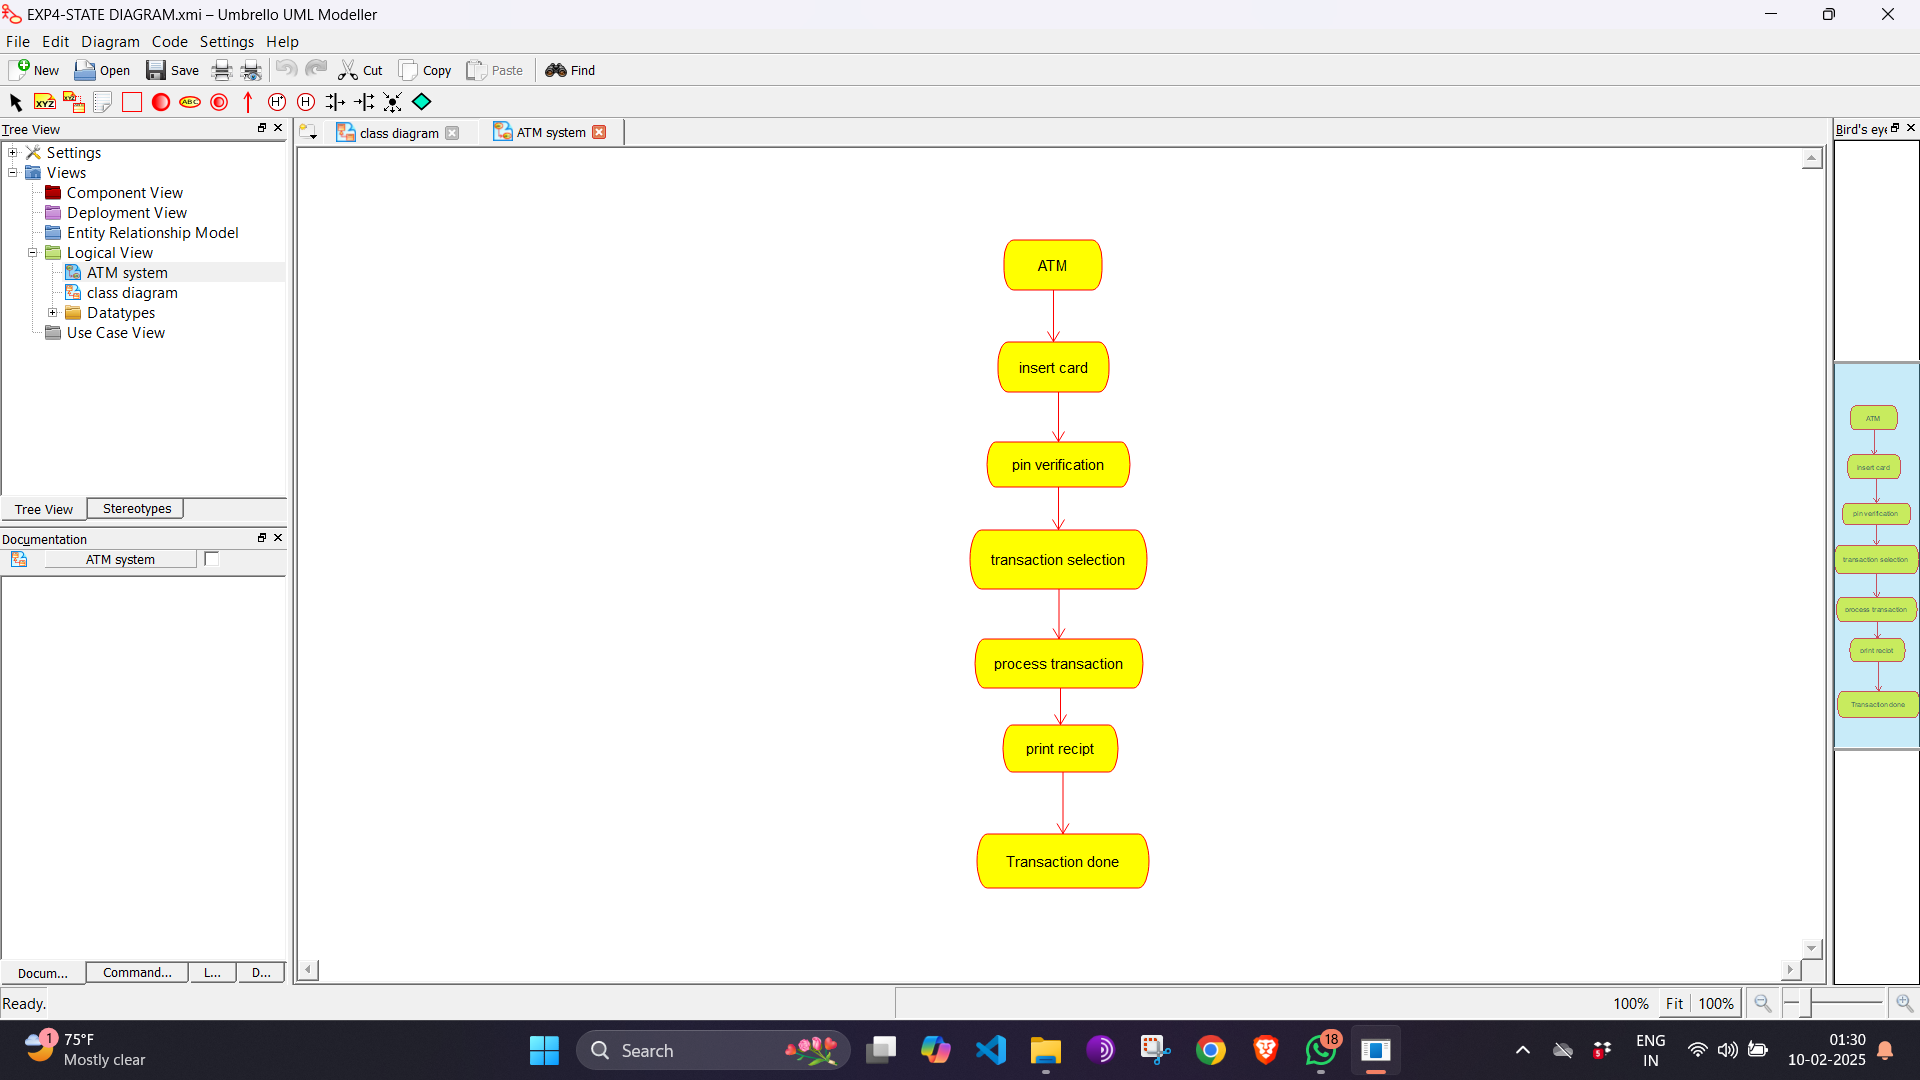 EXP4-STATE DIAGRAM.xmi – Umbrello UML Modeller
File Edit Diagram Code Settings Help
New Open Save Cut Copy Paste Find
XYZ XYZ ABC H* H
Tree View
class diagram ATM system
Bird's eye
Settings
Views
Component View
Deployment View
Entity Relationship Model
Logical View
ATM system
class diagram
Datatypes
Use Case View
Tree View Stereotypes
Documentation
ATM system
Docum... Command... L... D...
ATM
insert card
pin verification
transaction selection
process transaction
print recipt
Transaction done
ATM
insert card
pin verification
transaction selection
process transaction
print recipt
Transaction done
Ready.
100% Fit 100%
1
75°F
Mostly clear
Search
18
5
ENG
IN
01:30
10-02-2025